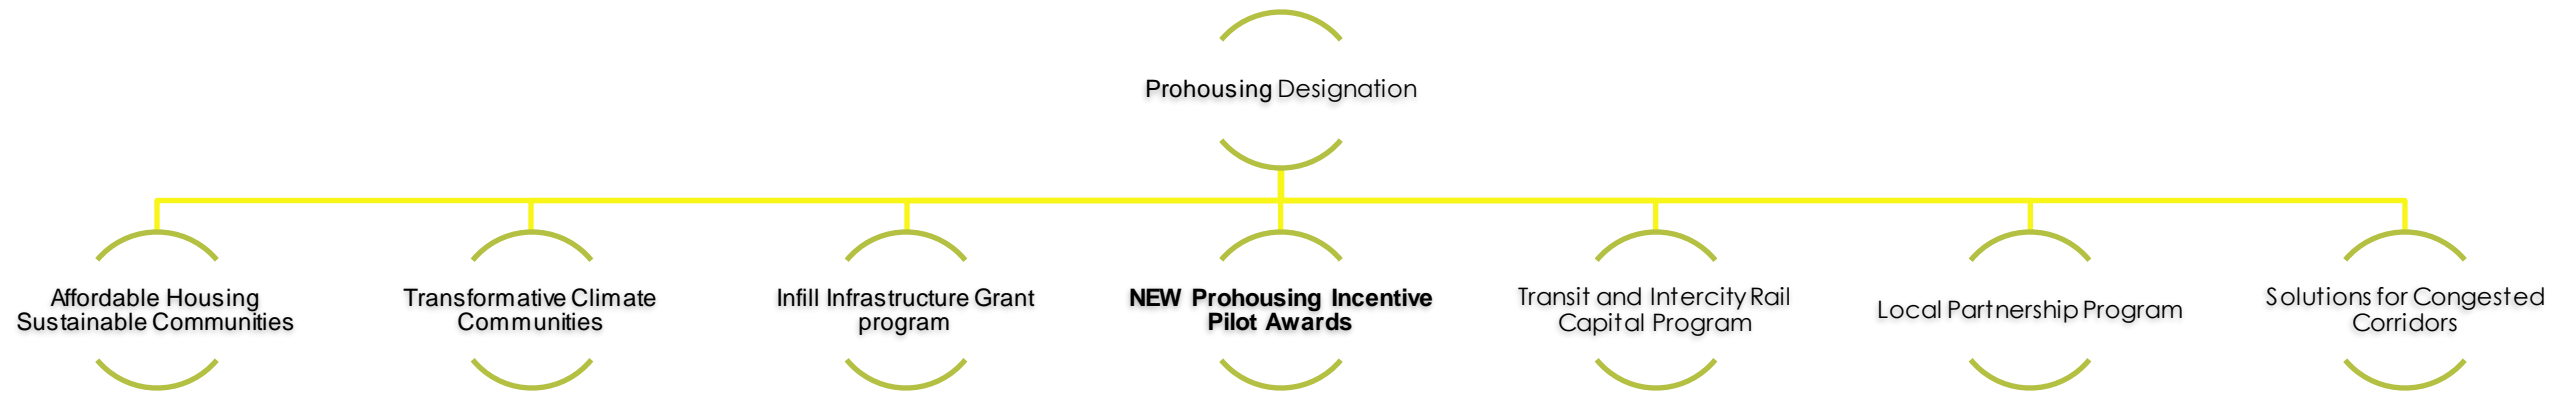 Prohousing Designation
Affordable Housing
Sustainable Communities
Transformative Climate
Communities
Infill Infrastructure Grant
program
NEW Prohousing Incentive
Pilot Awards
Transit and Intercity Rail
Capital Program
Local Partnership Program
Solutions for Congested
Corridors